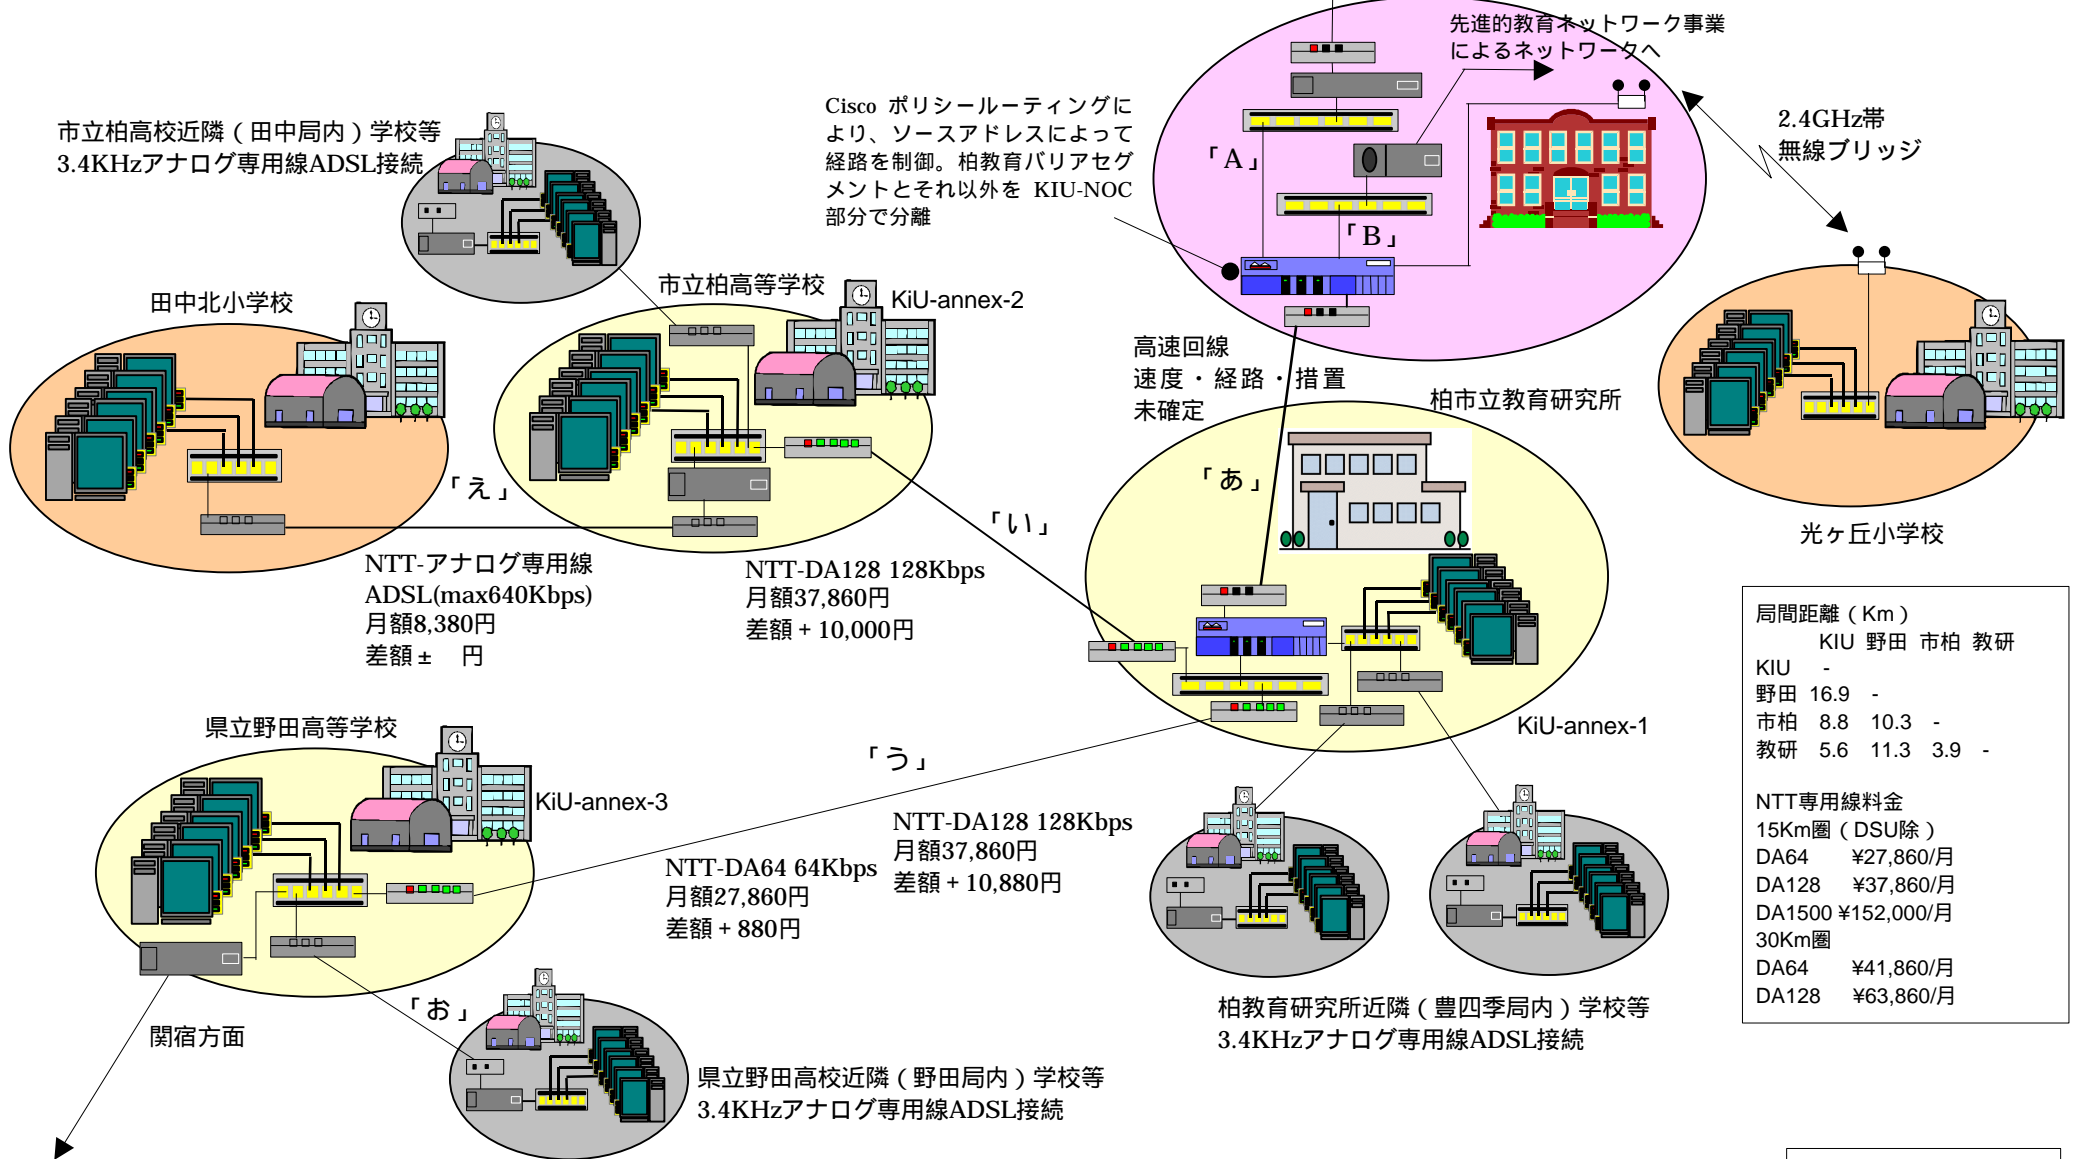 先進的教育ネットワーク事業
によるネットワークへ
Cisco ポリシールーティングに
より、ソースアドレスによって
経路を制御。柏教育バリアセグ
メントとそれ以外を KIU-NOC
部分で分離
「A」
「B」
2.4GHz帯
無線ブリッジ
市立柏高校近隣（田中局内）学校等
3.4KHzアナログ専用線ADSL接続
田中北小学校
市立柏高等学校
KiU-annex-2
高速回線
速度・経路・措置
未確定
柏市立教育研究所
「あ」
「え」
「い」
光ヶ丘小学校
NTT-アナログ専用線
ADSL(max640Kbps)
月額8,380円
差額±　円
NTT-DA128 128Kbps
月額37,860円
差額+10,000円
KiU-annex-1
局間距離（Km）
KIU 野田 市柏 教研
KIU -
野田 16.9 -
市柏 8.8 10.3 -
教研 5.6 11.3 3.9 -
NTT専用線料金
15Km圏（DSU除）
DA64 ¥27,860/月
DA128 ¥37,860/月
DA1500 ¥152,000/月
30Km圏
DA64 ¥41,860/月
DA128 ¥63,860/月
県立野田高等学校
KiU-annex-3
「う」
NTT-DA64 64Kbps
月額27,860円
差額+880円
NTT-DA128 128Kbps
月額37,860円
差額+10,880円
関宿方面
「お」
県立野田高校近隣（野田局内）学校等
3.4KHzアナログ専用線ADSL接続
柏教育研究所近隣（豊四季局内）学校等
3.4KHzアナログ専用線ADSL接続